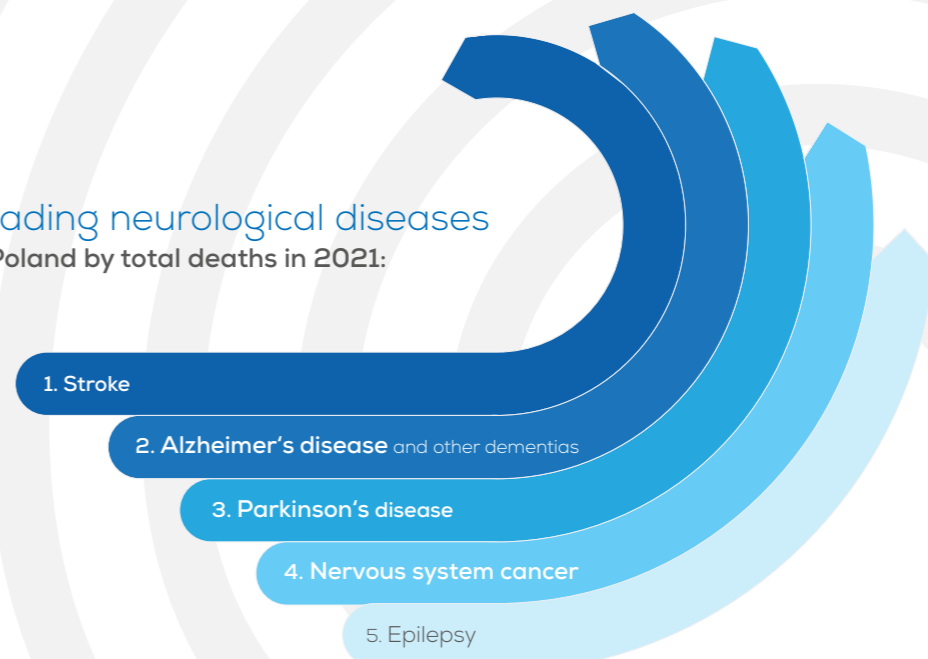 ading neurological diseases
Poland by total deaths in 2021:
1. Stroke
2. Alzheimer's disease and other dementias
3. Parkinson's disease
4. Nervous system cancer
5. Epilepsy